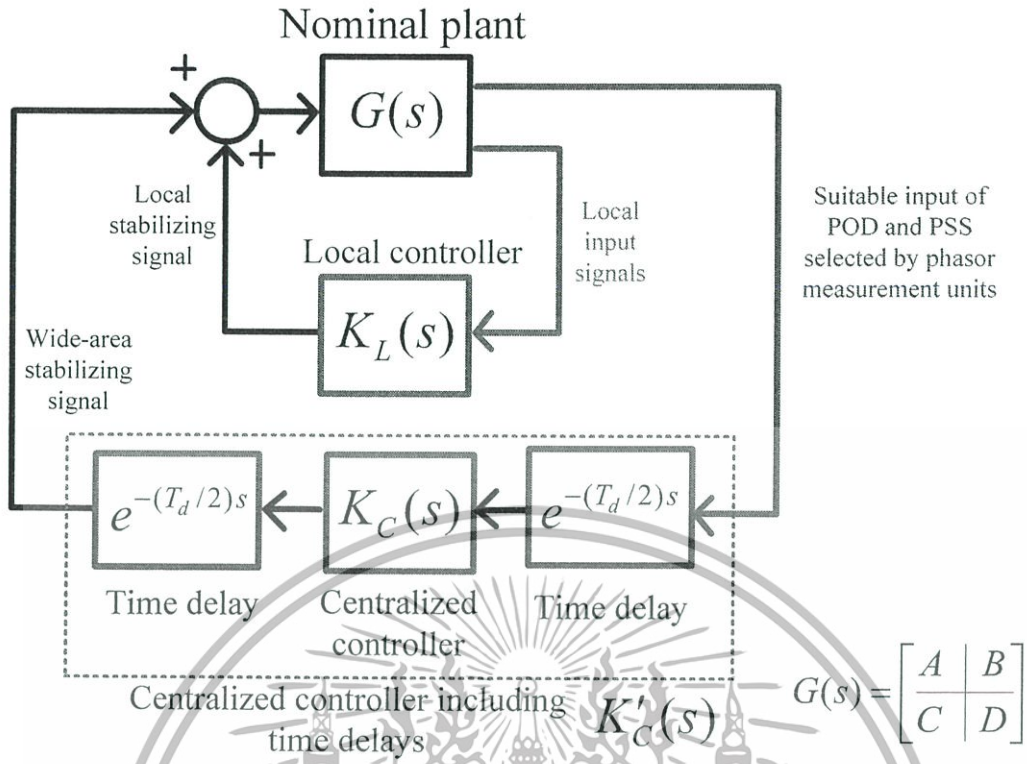 Nominal plant
+
+
G(s)
Local
stabilizing
signal
Local
input
signals
Suitable input of
POD and PSS
selected by phasor
measurement units
Local controller
K_L(s)
Wide-area
stabilizing
signal
e^{-(T_d/2)s}
K_C(s)
e^{-(T_d/2)s}
Time delay
Centralized
controller
Time delay
Centralized controller including
time delays
K'_C(s)
G(s) = [A | B
C | D]